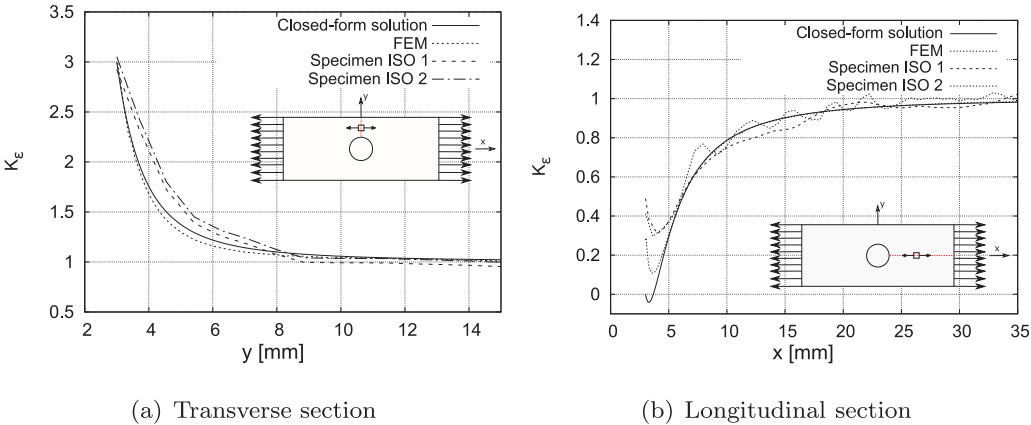 3.5
3
2.5
2
1.5
1
0.5
2
4
6
8
10
12
14
Kε
y [mm]
Closed-form solution
FEM
Specimen ISO 1
Specimen ISO 2
y
x
(a) Transverse section
1.4
1.2
1
0.8
0.6
0.4
0.2
0
0
5
10
15
20
25
30
35
Kε
x [mm]
Closed-form solution
FEM
Specimen ISO 1
Specimen ISO 2
y
x
(b) Longitudinal section